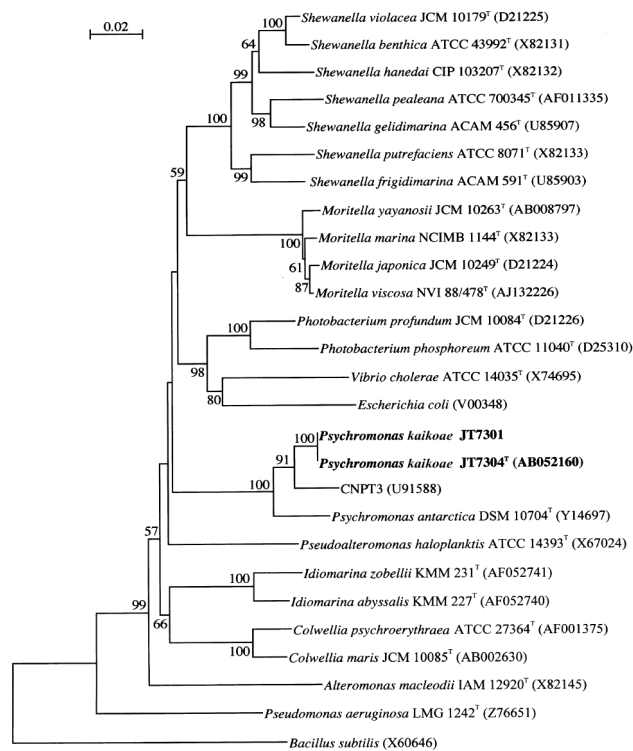 100
Shewanella violacea JCM 10179ᵀ (D21225)
0.02
64
Shewanella benthica ATCC 43992ᵀ (X82131)
99
Shewanella hanedai CIP 103207ᵀ (X82132)
Shewanella pealeana ATCC 700345ᵀ (AF011335)
100
98
Shewanella gelidimarina ACAM 456ᵀ (U85907)
Shewanella putrefaciens ATCC 8071ᵀ (X82133)
59
99
Shewanella frigidimarina ACAM 591ᵀ (U85903)
Moritella yayanosii JCM 10263ᵀ (AB008797)
100
Moritella marina NCIMB 1144ᵀ (X82133)
61
Moritella japonica JCM 10249ᵀ (D21224)
87
Moritella viscosa NVI 88/478ᵀ (AJ132226)
100
Photobacterium profundum JCM 10084ᵀ (D21226)
Photobacterium phosphoreum ATCC 11040ᵀ (D25310)
98
Vibrio cholerae ATCC 14035ᵀ (X74695)
80
Escherichia coli (V00348)
100
Psychromonas kaikoae JT7301
91
Psychromonas kaikoae JT7304ᵀ (AB052160)
100
CNPT3 (U91588)
Psychromonas antarctica DSM 10704ᵀ (Y14697)
57
Pseudoalteromonas haloplanktis ATCC 14393ᵀ (X67024)
100
Idiomarina zobellii KMM 231ᵀ (AF052741)
99
Idiomarina abyssalis KMM 227ᵀ (AF052740)
66
Colwellia psychroerythraea ATCC 27364ᵀ (AF001375)
100
Colwellia maris JCM 10085ᵀ (AB002630)
Alteromonas macleodii IAM 12920ᵀ (X82145)
Pseudomonas aeruginosa LMG 1242ᵀ (Z76651)
Bacillus subtilis (X60646)